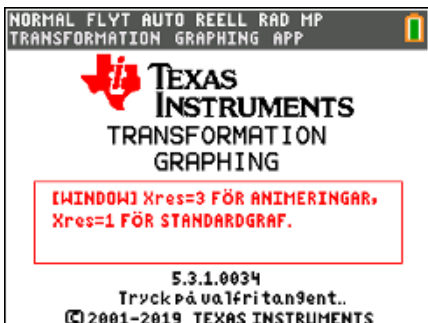 NORMAL FLYT AUTO REELL RAD MP
TRANSFORMATION GRAPHING APP
TEXAS
INSTRUMENTS
TRANSFORMATION
GRAPHING
[WINDOW] Xres=3 FÖR ANIMERINGAR,
Xres=1 FÖR STANDARDGRAF.
5.3.1.0034
Tryck på valfri tangent..
© 2001-2019 TEXAS INSTRUMENTS